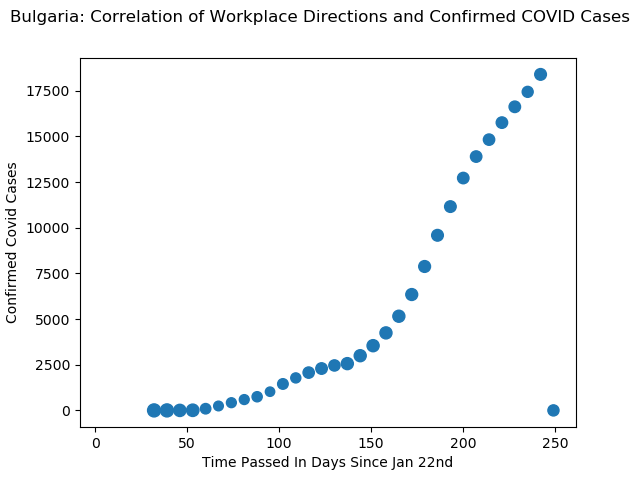 Bulgaria: Correlation of Workplace Directions and Confirmed COVID Cases
17500
15000
12500
10000
7500
5000
2500
0
Confirmed Covid Cases
0 50 100 150 200 250
Time Passed In Days Since Jan 22nd